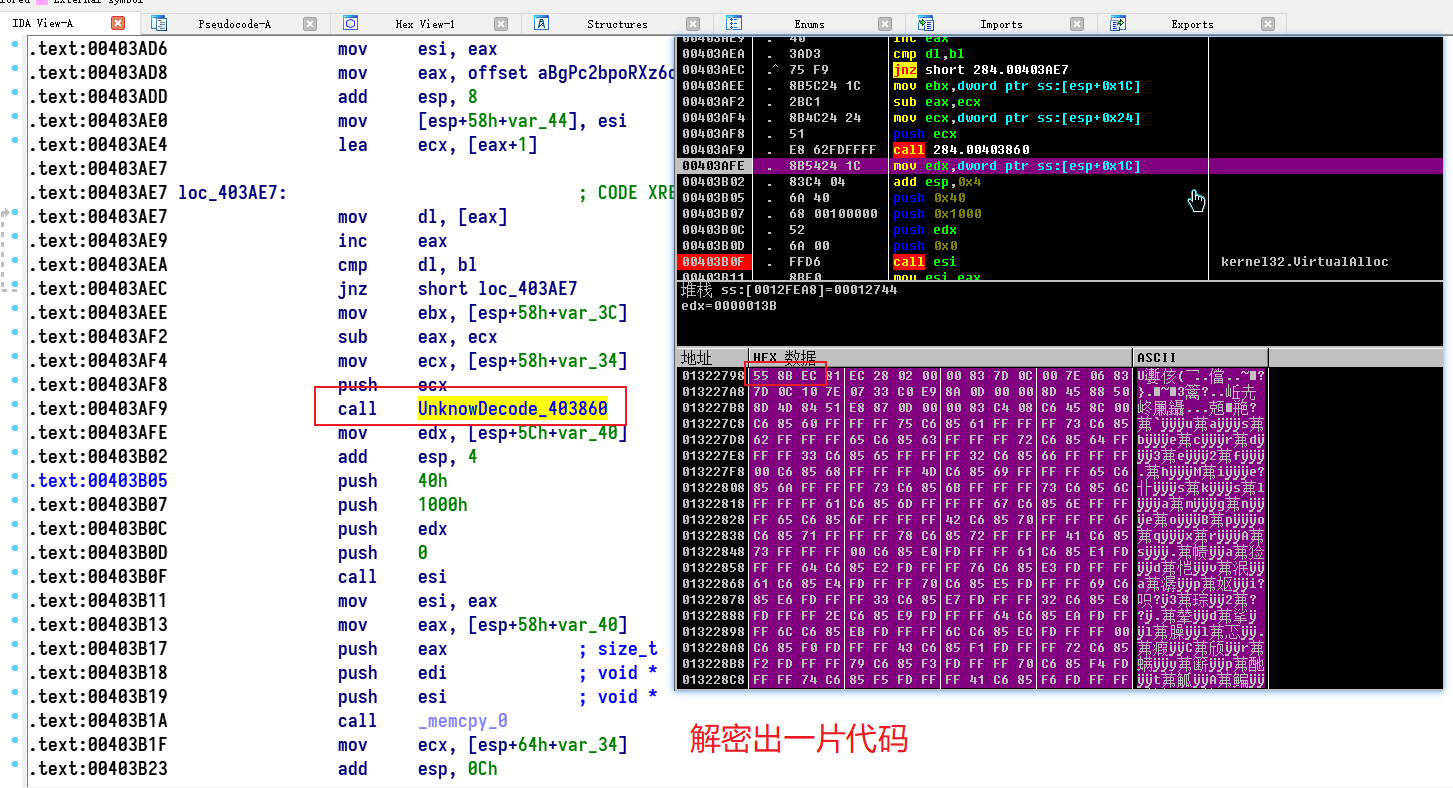 External symbol
IDA View-A Pseudocode-A Hex View-1 Structures Enums Imports Exports
.text:00403AD6 mov esi, eax
.text:00403AD8 mov eax, offset aBgPc2bpoRXz6
.text:00403ADD add esp, 8
.text:00403AE0 mov [esp+58h+var_44], esi
.text:00403AE4 lea ecx, [eax+1]
.text:00403AE7
.text:00403AE7 loc_403AE7: ; CODE XRE
.text:00403AE7 mov dl, [eax]
.text:00403AE9 inc eax
.text:00403AEA cmp dl, bl
.text:00403AEC jnz short loc_403AE7
.text:00403AEE mov ebx, [esp+58h+var_3C]
.text:00403AF2 sub eax, ecx
.text:00403AF4 mov ecx, [esp+58h+var_34]
.text:00403AF8 push ecx
.text:00403AF9 call UnknowDecode_403860
.text:00403AFE mov edx, [esp+5Ch+var_40]
.text:00403B02 add esp, 4
.text:00403B05 push 40h
.text:00403B07 push 1000h
.text:00403B0C push edx
.text:00403B0D push 0
.text:00403B0F call esi
.text:00403B11 mov esi, eax
.text:00403B13 mov eax, [esp+58h+var_40]
.text:00403B17 push eax ; size_t
.text:00403B18 push edi ; void *
.text:00403B19 push esi ; void *
.text:00403B1A call _memcpy_0
.text:00403B1F mov ecx, [esp+64h+var_34]
.text:00403B23 add esp, 0Ch
00403AE9 . 40 inc eax
00403AEA . 3AD3 cmp dl,bl
00403AEC .^ 75 F9 jnz short 284.00403AE7
00403AEE . 8B5C24 1C mov ebx,dword ptr ss:[esp+0x1C]
00403AF2 . 2BC1 sub eax,ecx
00403AF4 . 8B4C24 24 mov ecx,dword ptr ss:[esp+0x24]
00403AF8 . 51 push ecx
00403AF9 . E8 62FDFFFF call 284.00403860
00403AFE . 8B5424 1C mov edx,dword ptr ss:[esp+0x1C]
00403B02 . 83C4 04 add esp,0x4
00403B05 . 6A 40 push 0x40
00403B07 . 68 00100000 push 0x1000
00403B0C . 52 push edx
00403B0D . 6A 00 push 0x0
00403B0F . FFD6 call esi kernel32.VirtualAlloc
00403B11 . 8BF0 mov esi,eax
堆栈 ss:[0012FEA8]=00012744
edx=0000013B
地址 HEX 数据 ASCII
01322798 55 8B EC 81 EC 28 02 00 00 83 7D 0C 00 7E 06 83
013227A8 7D 0C 10 7E 07 33 C0 E9 8A 0D 00 00 8D 45 88 50
013227B8 8D 4D 84 51 E8 87 0D 00 00 83 C4 08 C6 45 8C 00
013227C8 C6 85 60 FF FF FF 75 C6 85 61 FF FF FF 73 C6 85
013227D8 62 FF FF FF 65 C6 85 63 FF FF FF 72 C6 85 64 FF
013227E8 FF FF 33 C6 85 65 FF FF FF 32 C6 85 66 FF FF FF
013227F8 00 C6 85 68 FF FF FF 4D C6 85 69 FF FF FF 65 C6
01322808 85 6A FF FF FF 73 C6 85 6B FF FF FF 73 C6 85 6C
01322818 FF FF FF 61 C6 85 6D FF FF FF 67 C6 85 6E FF FF
01322828 FF 65 C6 85 6F FF FF FF 42 C6 85 70 FF FF FF 6F
01322838 C6 85 71 FF FF FF 78 C6 85 72 FF FF FF 41 C6 85
01322848 73 FF FF FF 00 C6 85 E0 FD FF FF 61 C6 85 E1 FD
01322858 FF FF 64 C6 85 E2 FD FF FF 76 C6 85 E3 FD FF FF
01322868 61 C6 85 E4 FD FF FF 70 C6 85 E5 FD FF FF 69 C6
01322878 85 E6 FD FF FF 33 C6 85 E7 FD FF FF 32 C6 85 E8
01322888 FD FF FF 2E C6 85 E9 FD FF FF 64 C6 85 EA FD FF
01322898 FF 6C C6 85 EB FD FF FF 6C C6 85 EC FD FF FF 00
013228A8 C6 85 F0 FD FF FF 43 C6 85 F1 FD FF FF 72 C6 85
013228B8 F2 FD FF FF 79 C6 85 F3 FD FF FF 70 C6 85 F4 FD
013228C8 FF FF 74 C6 85 F5 FD FF FF 41 C6 85 F6 FD FF FF
解密出一片代码